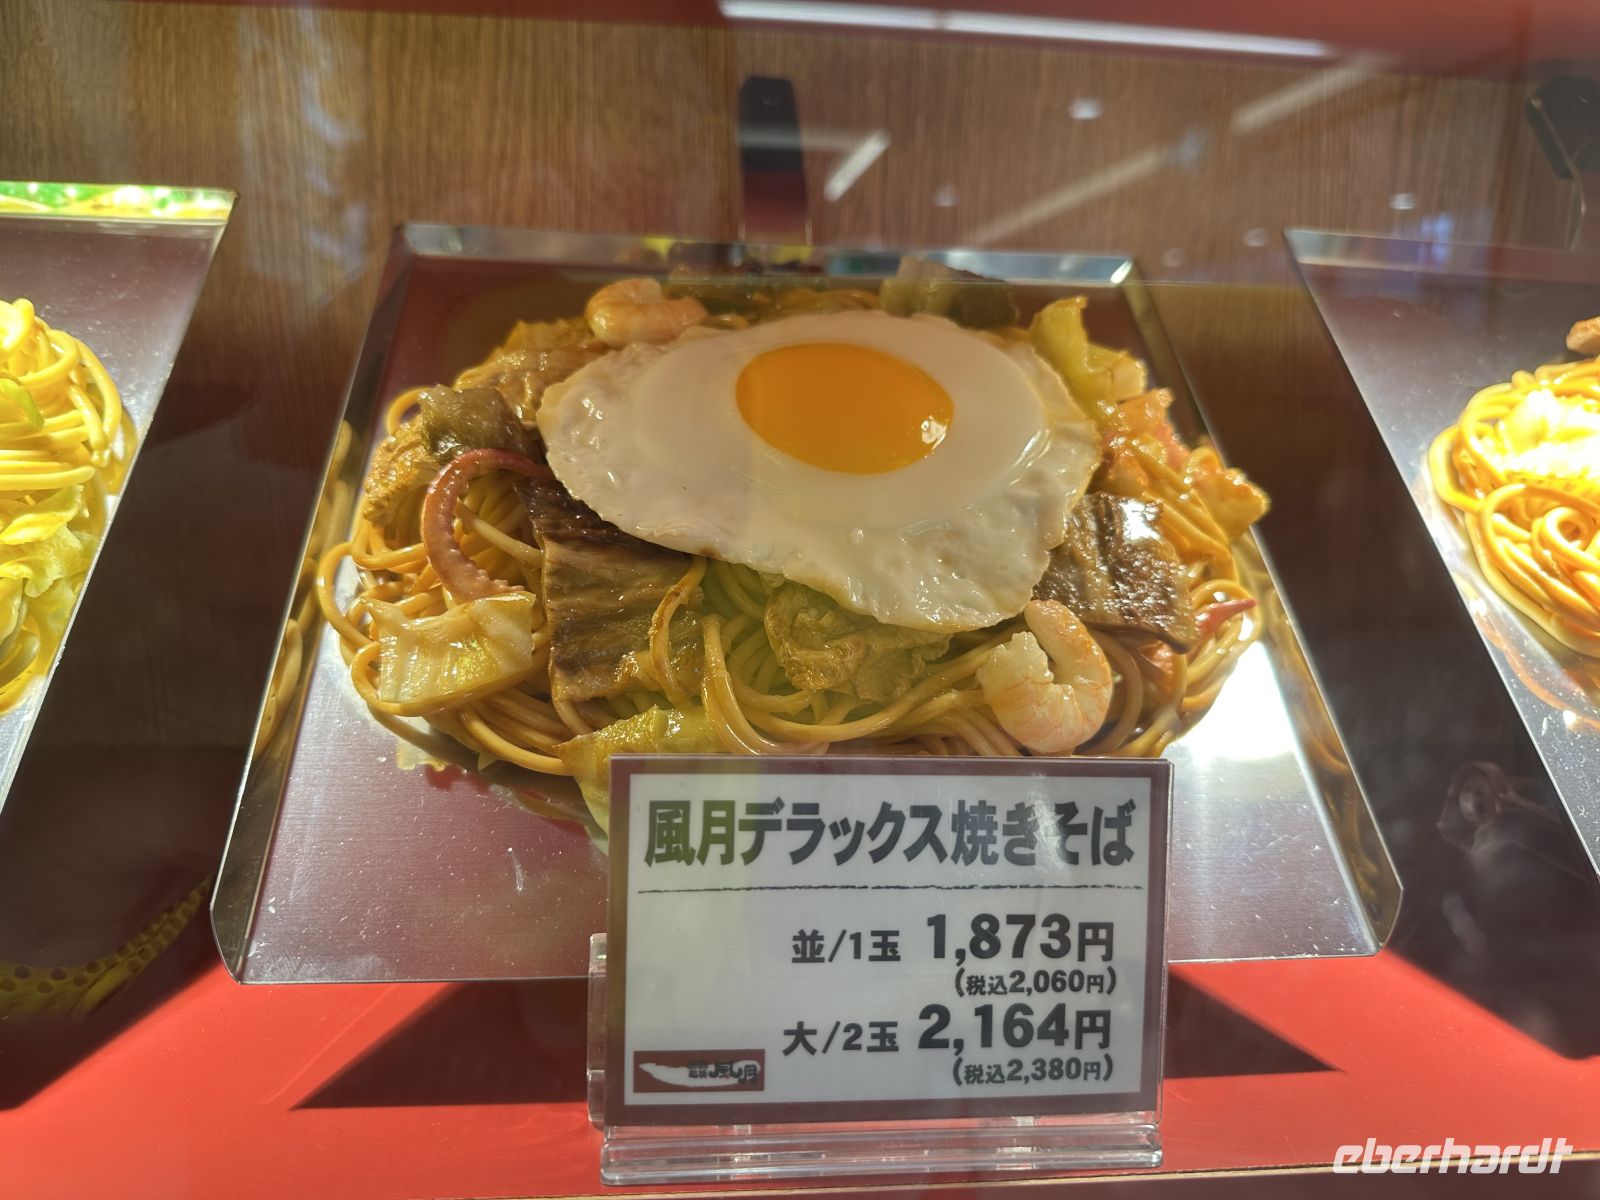 風月デラックス焼きそば
並/1玉 1,873円
(税込2,060円)
大/2玉 2,164円
(税込2,380円)
風月
eberhardt